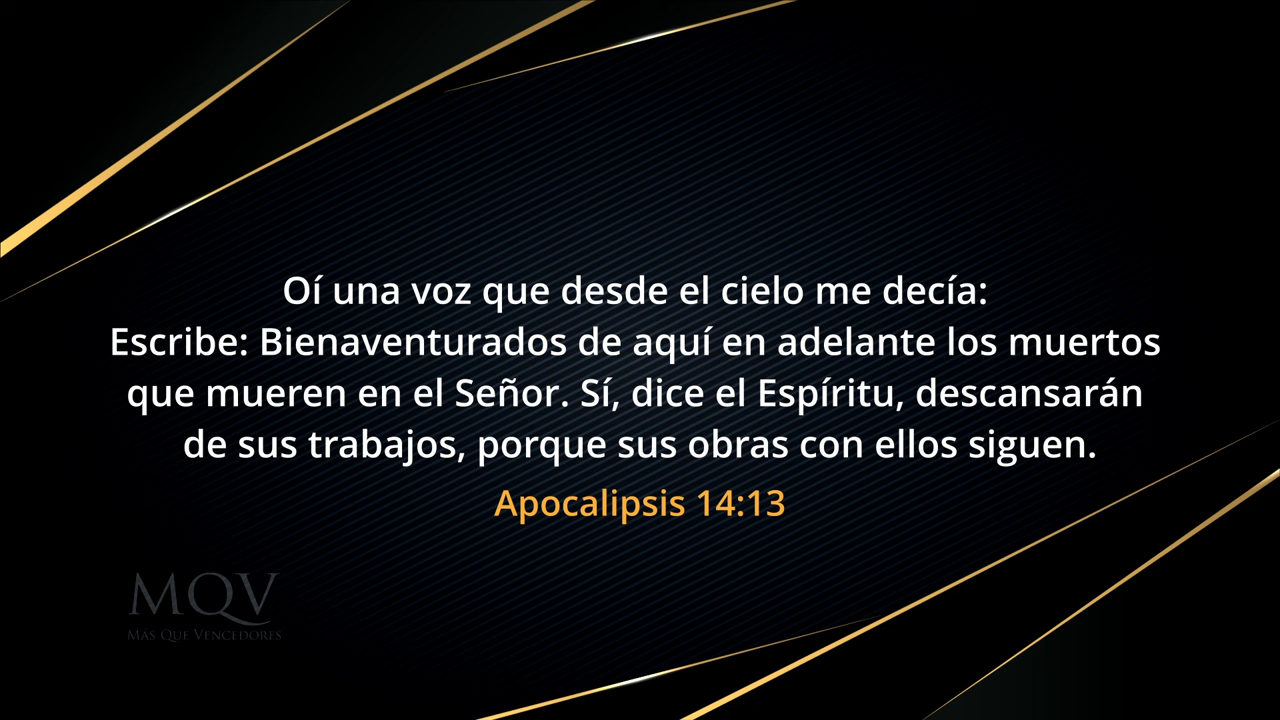 Oí una voz que desde el cielo me decía:
Escribe: Bienaventurados de aquí en adelante los muertos
que mueren en el Señor. Sí, dice el Espíritu, descansarán
de sus trabajos, porque sus obras con ellos siguen.
Apocalipsis 14:13
MQV
MÁS QUE VENCEDORES